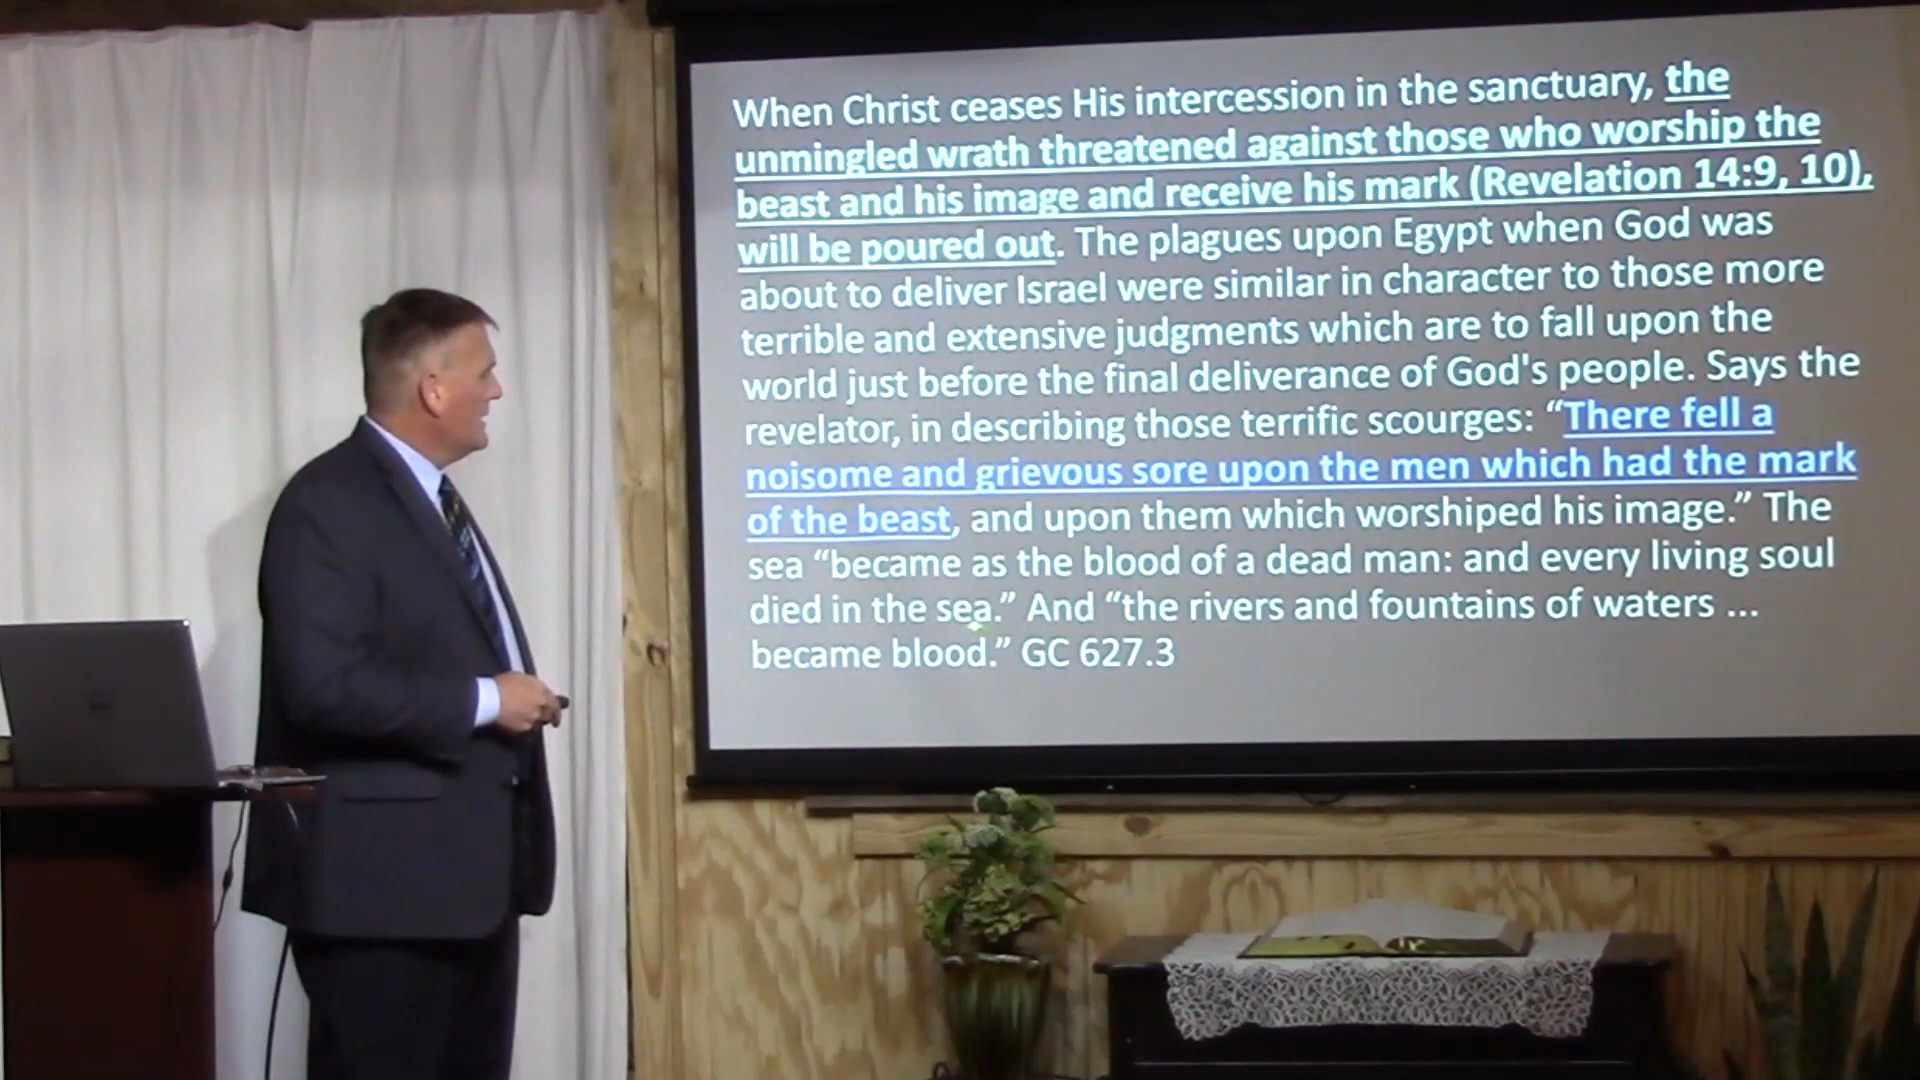 When Christ ceases His intercession in the sanctuary, the
unmingled wrath threatened against those who worship the
beast and his image and receive his mark (Revelation 14:9, 10),
will be poured out. The plagues upon Egypt when God was
about to deliver Israel were similar in character to those more
terrible and extensive judgments which are to fall upon the
world just before the final deliverance of God's people. Says the
revelator, in describing those terrific scourges: “There fell a
noisome and grievous sore upon the men which had the mark
of the beast, and upon them which worshiped his image.” The
sea “became as the blood of a dead man: and every living soul
died in the sea.” And “the rivers and fountains of waters ...
became blood.” GC 627.3